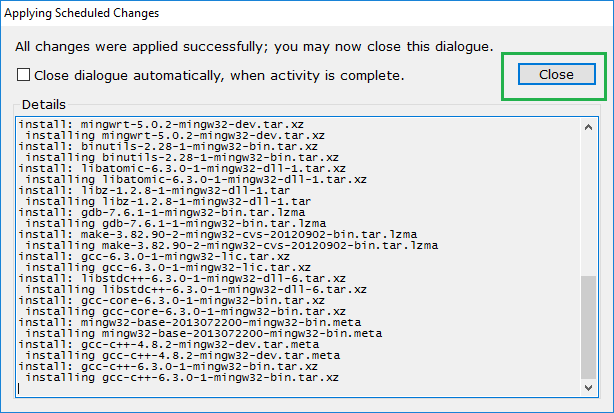 Applying Scheduled Changes
All changes were applied successfully; you may now close this dialogue.
Close dialogue automatically, when activity is complete.
Close
Details
install: mingwrt-5.0.2-mingw32-dev.tar.xz
installing mingwrt-5.0.2-mingw32-dev.tar.xz
install: binutils-2.28-1-mingw32-bin.tar.xz
installing binutils-2.28-1-mingw32-bin.tar.xz
install: libatomic-6.3.0-1-mingw32-dll-1.tar.xz
installing libatomic-6.3.0-1-mingw32-dll-1.tar.xz
install: libz-1.2.8-1-mingw32-dll-1.tar
installing libz-1.2.8-1-mingw32-dll-1.tar
install: gdb-7.6.1-1-mingw32-bin.tar.lzma
installing gdb-7.6.1-1-mingw32-bin.tar.lzma
install: make-3.82.90-2-mingw32-cvs-20120902-bin.tar.lzma
installing make-3.82.90-2-mingw32-cvs-20120902-bin.tar.lzma
install: gcc-6.3.0-1-mingw32-lic.tar.xz
installing gcc-6.3.0-1-mingw32-lic.tar.xz
install: libstdc++-6.3.0-1-mingw32-dll-6.tar.xz
installing libstdc++-6.3.0-1-mingw32-dll-6.tar.xz
install: gcc-core-6.3.0-1-mingw32-bin.tar.xz
installing gcc-core-6.3.0-1-mingw32-bin.tar.xz
install: mingw32-base-2013072200-mingw32-bin.meta
installing mingw32-base-2013072200-mingw32-bin.meta
install: gcc-c++-4.8.2-mingw32-dev.tar.meta
installing gcc-c++-4.8.2-mingw32-dev.tar.meta
install: gcc-c++-6.3.0-1-mingw32-bin.tar.xz
installing gcc-c++-6.3.0-1-mingw32-bin.tar.xz